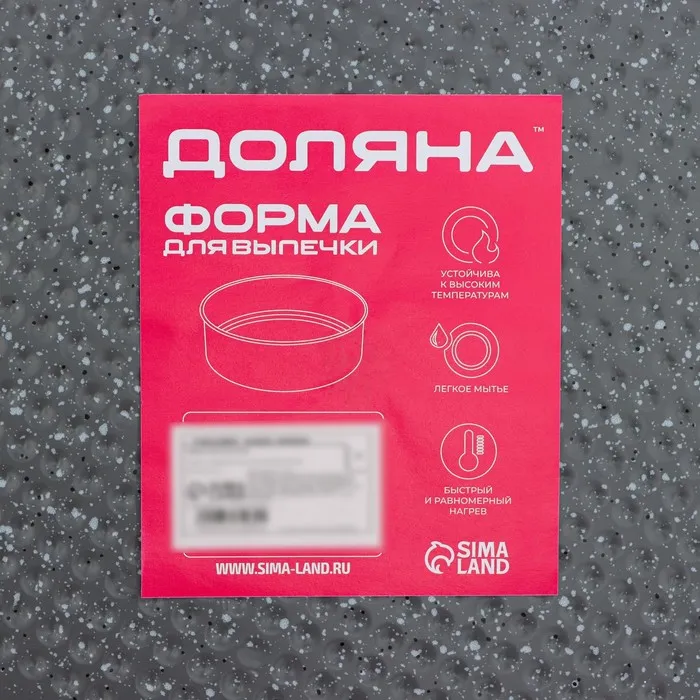 ДОЛЯНА™
ФОРМА
ДЛЯ ВЫПЕЧКИ
УСТОЙЧИВА
К ВЫСОКИМ
ТЕМПЕРАТУРАМ
ЛЕГКОЕ МЫТЬЕ
БЫСТРЫЙ
И РАВНОМЕРНЫЙ
НАГРЕВ
WWW.SIMA-LAND.RU
SIMA
LAND